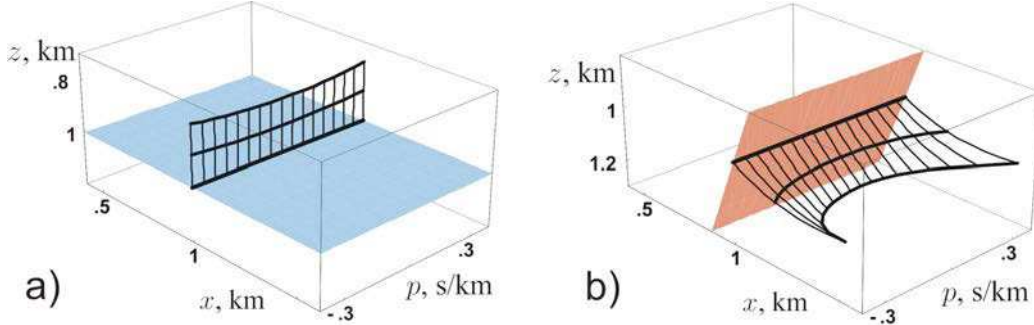 z, km
.8
1
.5
1
x, km
-.3
p, s/km
.3
a)
z, km
1
1.2
.5
1
x, km
-.3
p, s/km
.3
b)